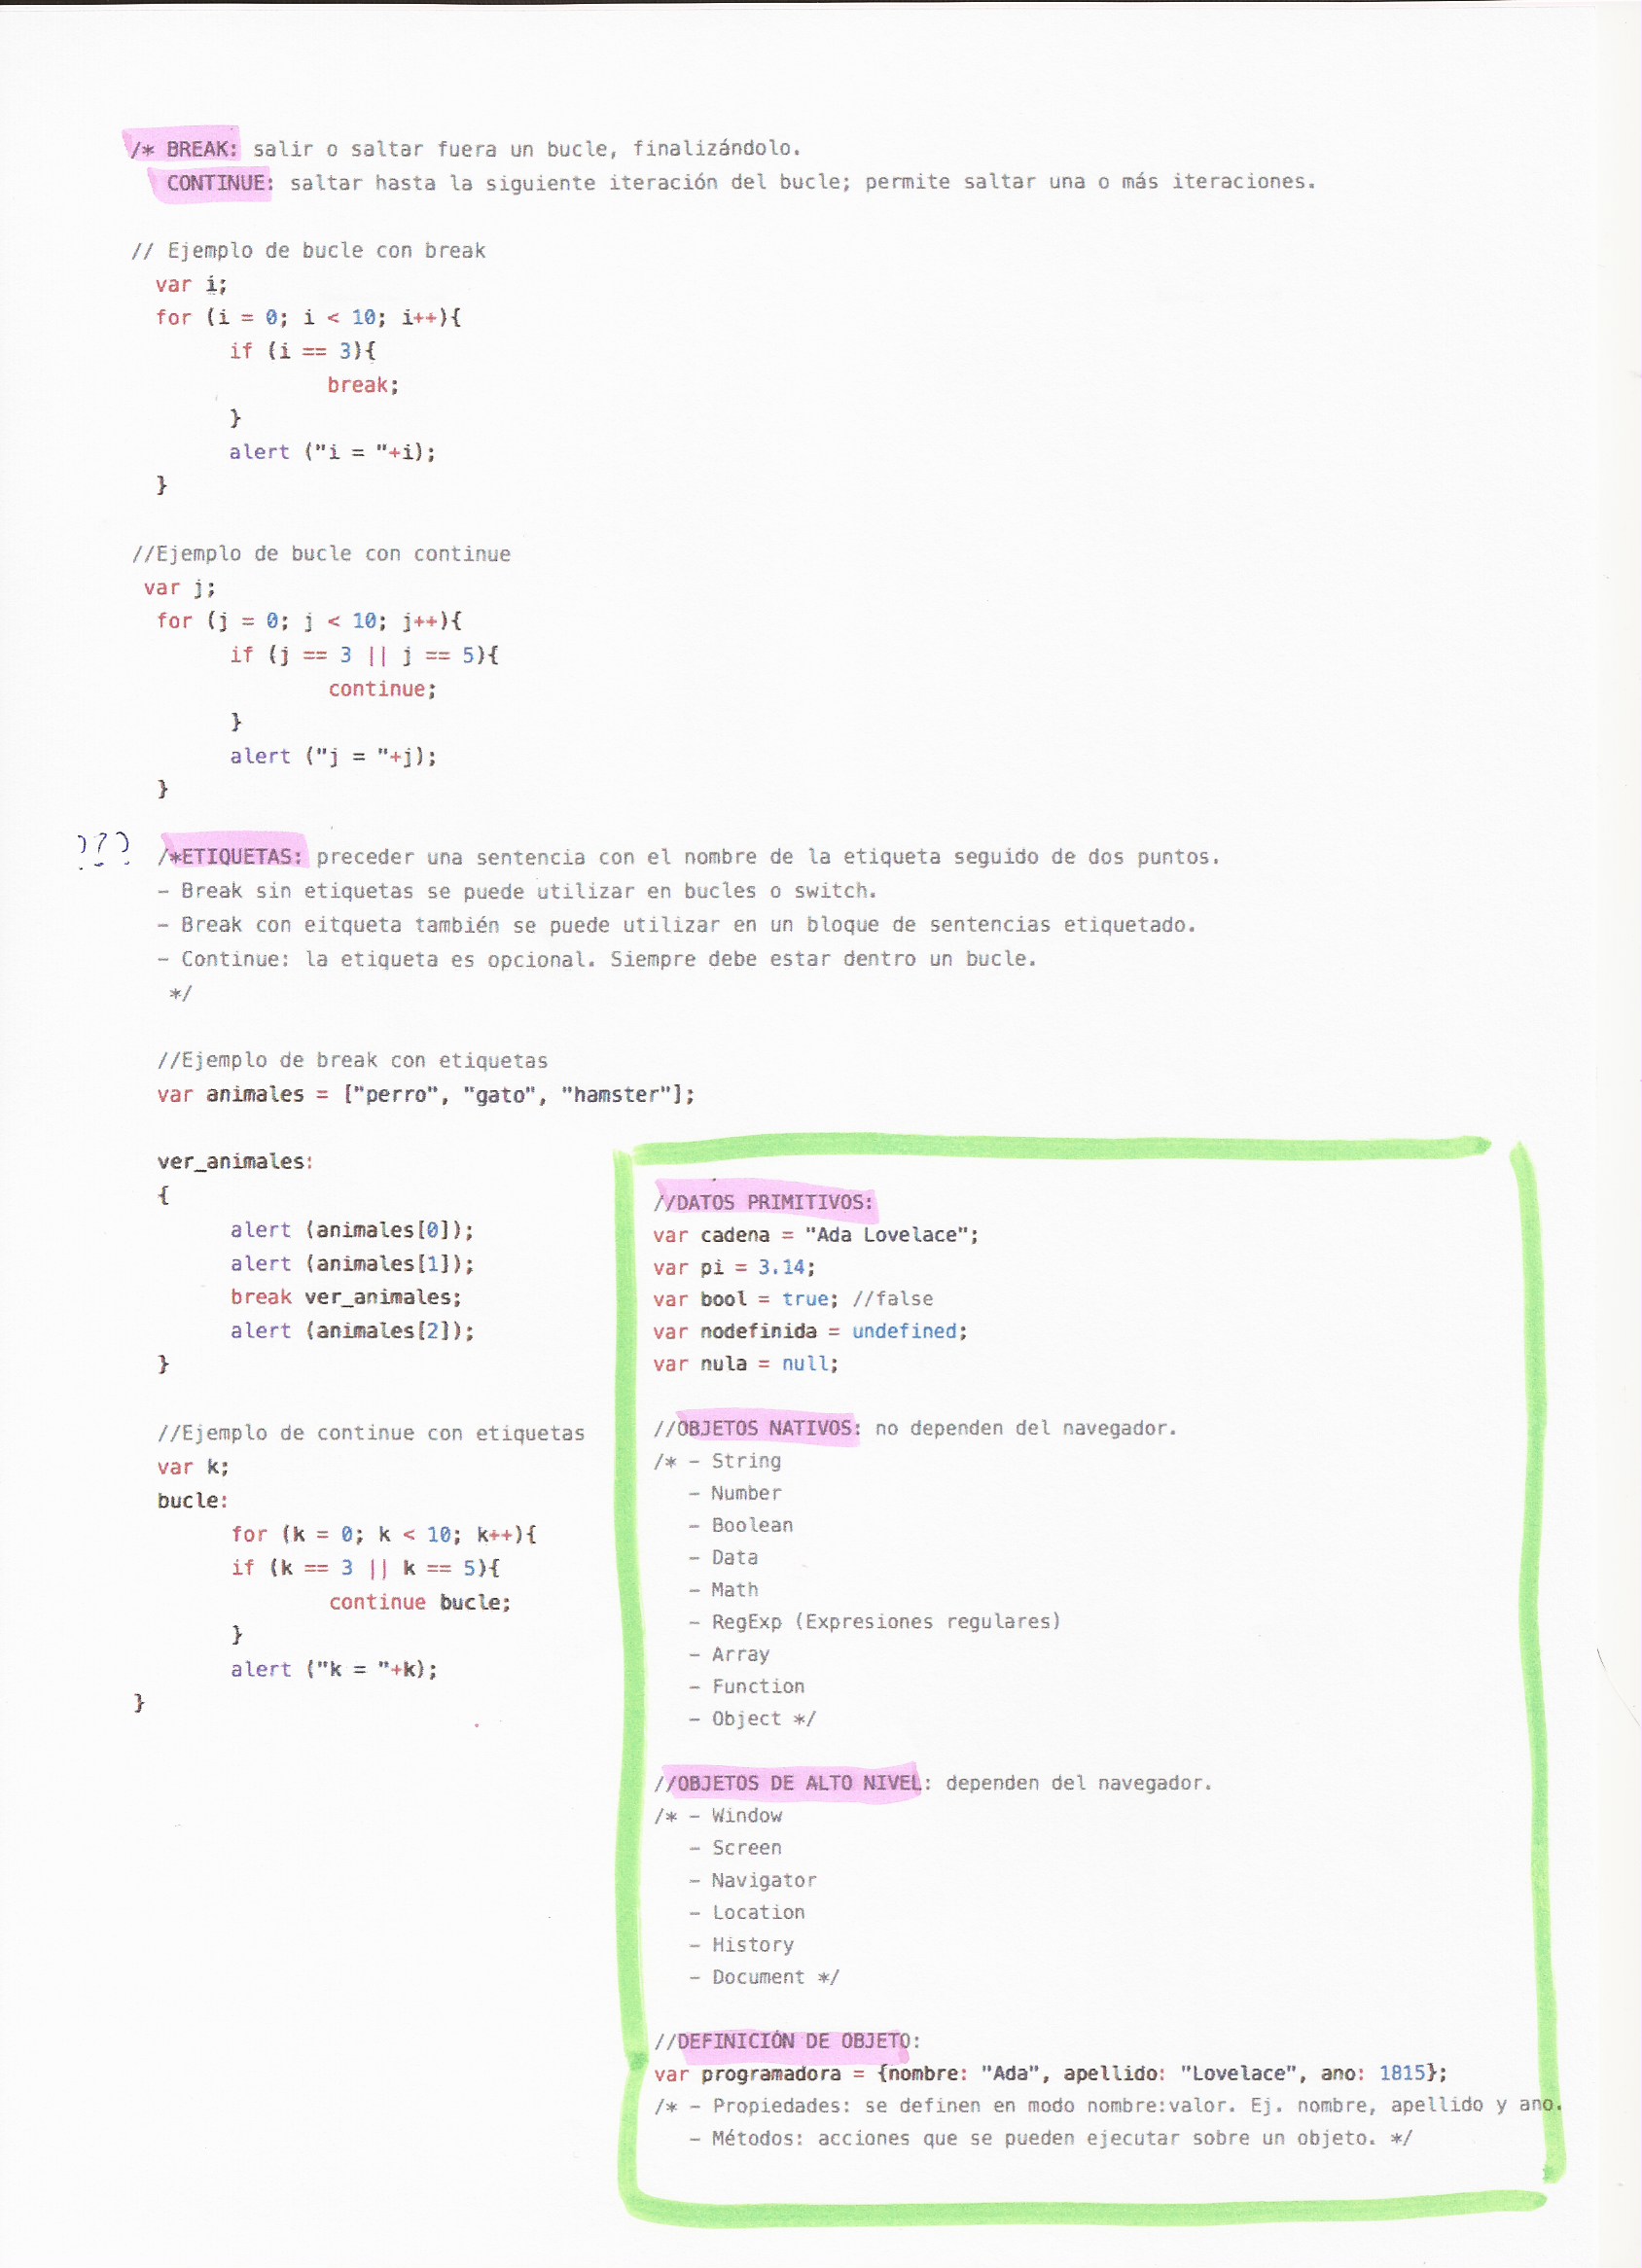 /* BREAK: salir o saltar fuera un bucle, finalizándolo.
CONTINUE: saltar hasta la siguiente iteración del bucle; permite saltar una o más iteraciones.
// Ejemplo de bucle con break
var i;
for (i = 0; i < 10; i++){
if (i == 3){
break;
}
alert ("i = "+i);
}
//Ejemplo de bucle con continue
var j;
for (j = 0; j < 10; j++){
if (j == 3 || j == 5){
continue;
}
alert ("j = "+j);
}
???
/*ETIQUETAS: preceder una sentencia con el nombre de la etiqueta seguido de dos puntos.
- Break sin etiquetas se puede utilizar en bucles o switch.
- Break con eitqueta también se puede utilizar en un bloque de sentencias etiquetado.
- Continue: la etiqueta es opcional. Siempre debe estar dentro un bucle.
*/
//Ejemplo de break con etiquetas
var animales = ["perro", "gato", "hamster"];
ver_animales:
{
alert (animales[0]);
alert (animales[1]);
break ver_animales;
alert (animales[2]);
}
//Ejemplo de continue con etiquetas
var k;
bucle:
for (k = 0; k < 10; k++){
if (k == 3 || k == 5){
continue bucle;
}
alert ("k = "+k);
}
//DATOS PRIMITIVOS:
var cadena = "Ada Lovelace";
var pi = 3.14;
var bool = true; //false
var nodefinida = undefined;
var nula = null;
//OBJETOS NATIVOS: no dependen del navegador.
/* - String
- Number
- Boolean
- Data
- Math
- RegExp (Expresiones regulares)
- Array
- Function
- Object */
//OBJETOS DE ALTO NIVEL: dependen del navegador.
/* - Window
- Screen
- Navigator
- Location
- History
- Document */
//DEFINICIÓN DE OBJETO:
var programadora = {nombre: "Ada", apellido: "Lovelace", ano: 1815};
/* - Propiedades: se definen en modo nombre:valor. Ej. nombre, apellido y ano.
- Métodos: acciones que se pueden ejecutar sobre un objeto. */